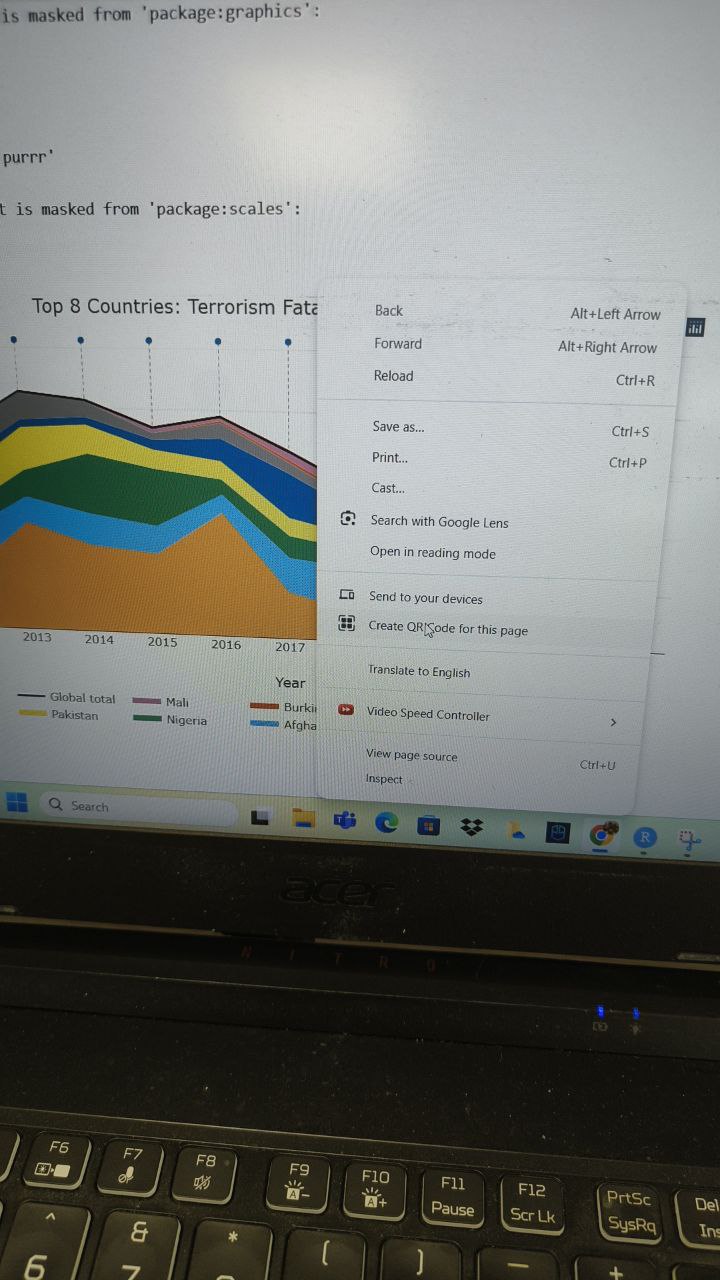 is masked from 'package:graphics':
purrr'
t is masked from 'package:scales':
Top 8 Countries: Terrorism Fata
Back Alt+Left Arrow
Forward Alt+Right Arrow
Reload Ctrl+R
Save as... Ctrl+S
Print... Ctrl+P
Cast...
Search with Google Lens
Open in reading mode
Send to your devices
Create QR Code for this page
Translate to English
Video Speed Controller
View page source Ctrl+U
Inspect
2013 2014 2015 2016 2017
Year
Global total Mali Burki
Pakistan Nigeria Afgha
Search
acer
N I T R O
F6 F7 F8 F9 F10 F11 F12 PrtSc Del
A- A+ Pause Scr Lk SysRq Ins
^ & * ( ) _ +
6 7